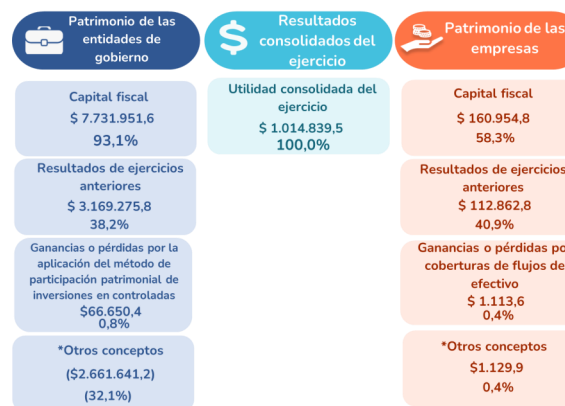 Patrimonio de las
entidades de
gobierno
Capital fiscal
$ 7.731.951,6
93,1%
Resultados de ejercicios
anteriores
$ 3.169.275,8
38,2%
Ganancias o pérdidas por la
aplicación del método de
participación patrimonial de
inversiones en controladas
$66.650,4
0,8%
*Otros conceptos
($2.661.641,2)
(32,1%)
Resultados
consolidados del
ejercicio
Utilidad consolidada del
ejercicio
$ 1.014.839,5
100,0%
Patrimonio de las
empresas
Capital fiscal
$ 160.954,8
58,3%
Resultados de ejercicios
anteriores
$ 112.862,8
40,9%
Ganancias o pérdidas po
coberturas de flujos de
efectivo
$ 1.113,6
0,4%
*Otros conceptos
$1.129,9
0,4%